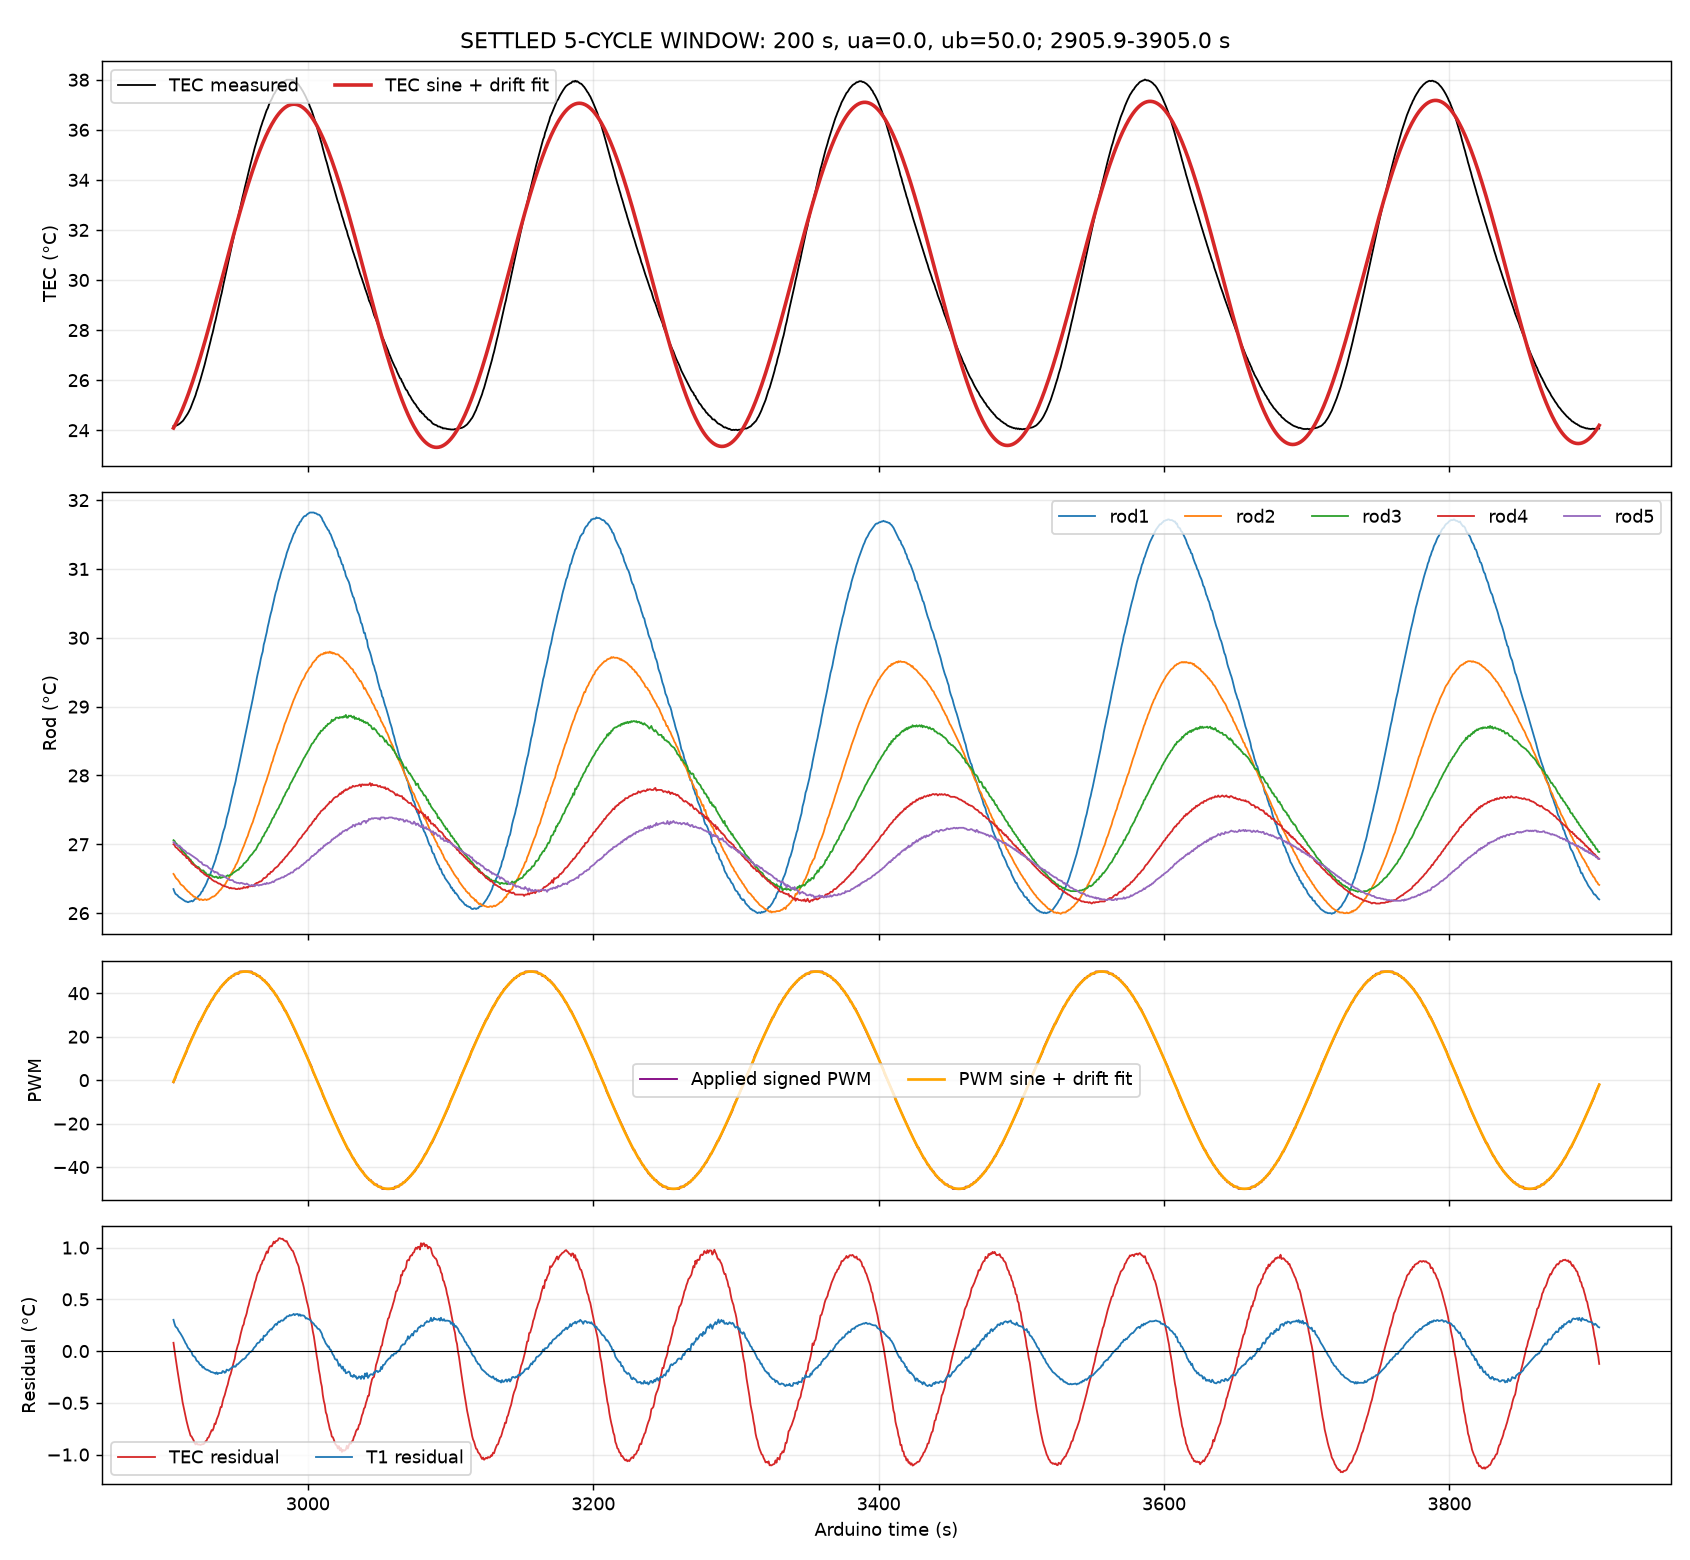 SETTLED 5-CYCLE WINDOW: 200 s, ua=0.0, ub=50.0; 2905.9-3905.0 s
TEC measured TEC sine + drift fit
TEC (°C)
38
36
34
32
30
28
26
24
rod1 rod2 rod3 rod4 rod5
Rod (°C)
32
31
30
29
28
27
26
Applied signed PWM PWM sine + drift fit
PWM
40
20
0
−20
−40
TEC residual T1 residual
Residual (°C)
1.0
0.5
0.0
−0.5
−1.0
3000 3200 3400 3600 3800
Arduino time (s)